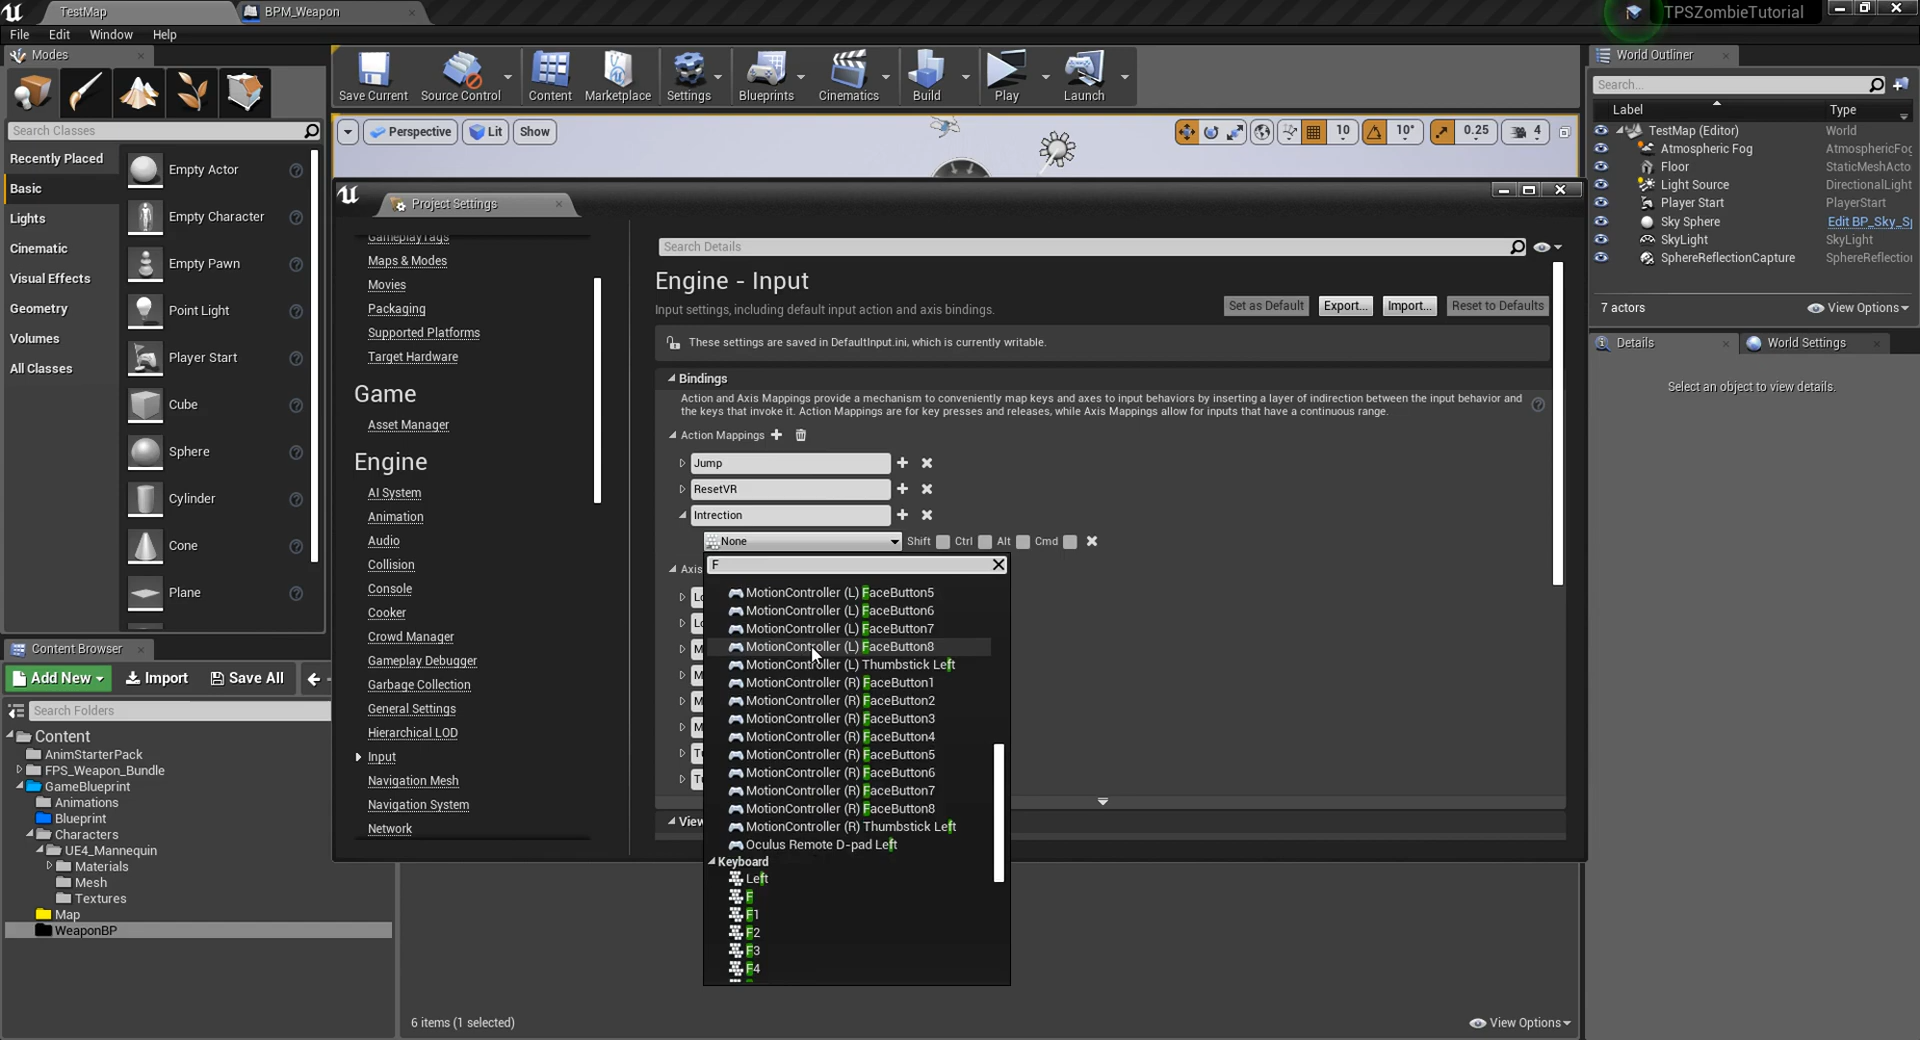 TestMap
BPM_Weapon
TPSZombieTutorial
File Edit Window Help
Modes
Search Classes
Recently Placed
Basic
Lights
Cinematic
Visual Effects
Geometry
Volumes
All Classes
Empty Actor
Empty Character
Empty Pawn
Point Light
Player Start
Cube
Sphere
Cylinder
Cone
Plane
Save Current
Source Control
Content
Marketplace
Settings
Blueprints
Cinematics
Build
Play
Launch
Perspective
Lit
Show
10
10°
0.25
4
World Outliner
Search...
Label Type
TestMap (Editor) World
Atmospheric Fog AtmosphericFog
Floor StaticMeshActo
Light Source DirectionalLight
Player Start PlayerStart
Sky Sphere Edit BP_Sky_Sp
SkyLight SkyLight
SphereReflectionCapture SphereReflection
7 actors
View Options
Details
World Settings
Select an object to view details.
Project Settings
GameplayTags
Maps & Modes
Movies
Packaging
Supported Platforms
Target Hardware
Game
Asset Manager
Engine
AI System
Animation
Audio
Collision
Console
Cooker
Crowd Manager
Gameplay Debugger
Garbage Collection
General Settings
Hierarchical LOD
Input
Navigation Mesh
Navigation System
Network
Search Details
Engine - Input
Input settings, including default input action and axis bindings.
Set as Default
Export...
Import...
Reset to Defaults
These settings are saved in DefaultInput.ini, which is currently writable.
Bindings
Action and Axis Mappings provide a mechanism to conveniently map keys and axes to input behaviors by inserting a layer of indirection between the input behavior and
the keys that invoke it. Action Mappings are for key presses and releases, while Axis Mappings allow for inputs that have a continuous range.
Action Mappings
Jump
ResetVR
Intrection
None Shift Ctrl Alt Cmd
F
Axis
Lo
Lo
M
M
M
M
Tu
Tu
View
MotionController (L) FaceButton5
MotionController (L) FaceButton6
MotionController (L) FaceButton7
MotionController (L) FaceButton8
MotionController (L) Thumbstick Left
MotionController (R) FaceButton1
MotionController (R) FaceButton2
MotionController (R) FaceButton3
MotionController (R) FaceButton4
MotionController (R) FaceButton5
MotionController (R) FaceButton6
MotionController (R) FaceButton7
MotionController (R) FaceButton8
MotionController (R) Thumbstick Left
Oculus Remote D-pad Left
Keyboard
Left
F
F1
F2
F3
F4
Content Browser
Add New
Import
Save All
Search Folders
Content
AnimStarterPack
FPS_Weapon_Bundle
GameBlueprint
Animations
Blueprint
Characters
UE4_Mannequin
Materials
Mesh
Textures
Map
WeaponBP
6 items (1 selected)
View Options